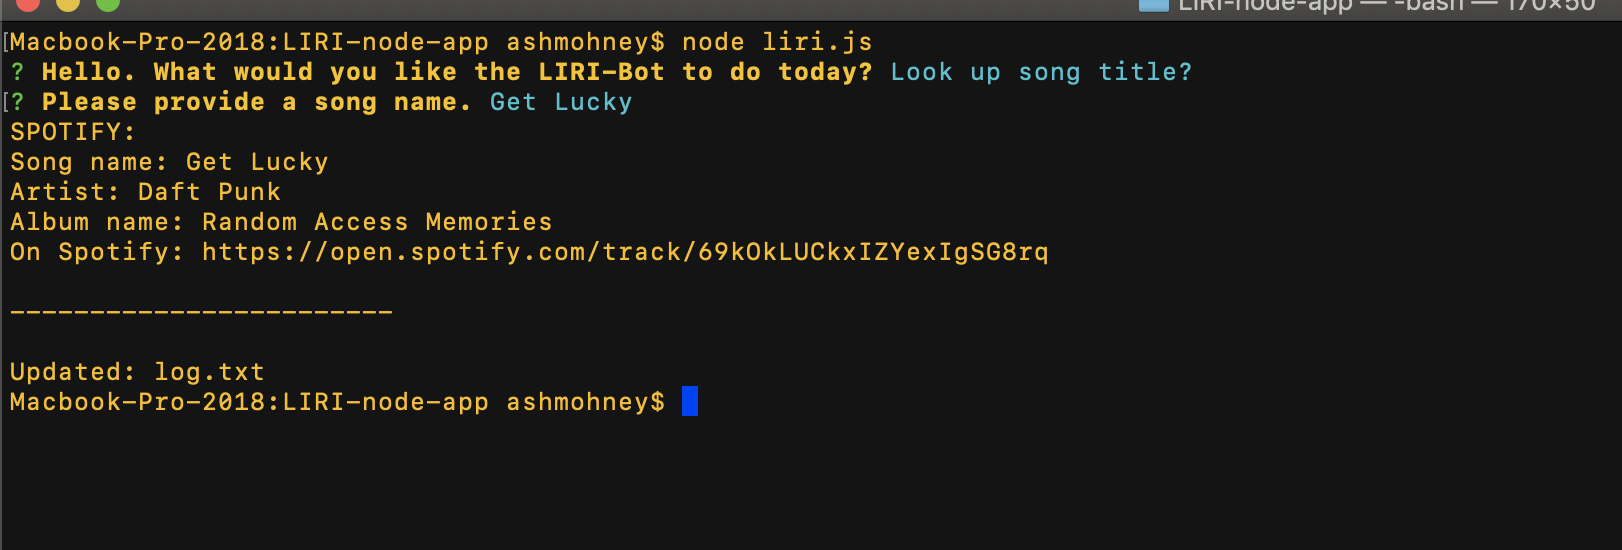 LIRI-node-app — -bash — 170×50
[Macbook-Pro-2018:LIRI-node-app ashmohney$ node liri.js
? Hello. What would you like the LIRI-Bot to do today? Look up song title?
[? Please provide a song name. Get Lucky
SPOTIFY:
Song name: Get Lucky
Artist: Daft Punk
Album name: Random Access Memories
On Spotify: https://open.spotify.com/track/69kOkLUCkxIZYexIgSG8rq
------------------------
Updated: log.txt
Macbook-Pro-2018:LIRI-node-app ashmohney$